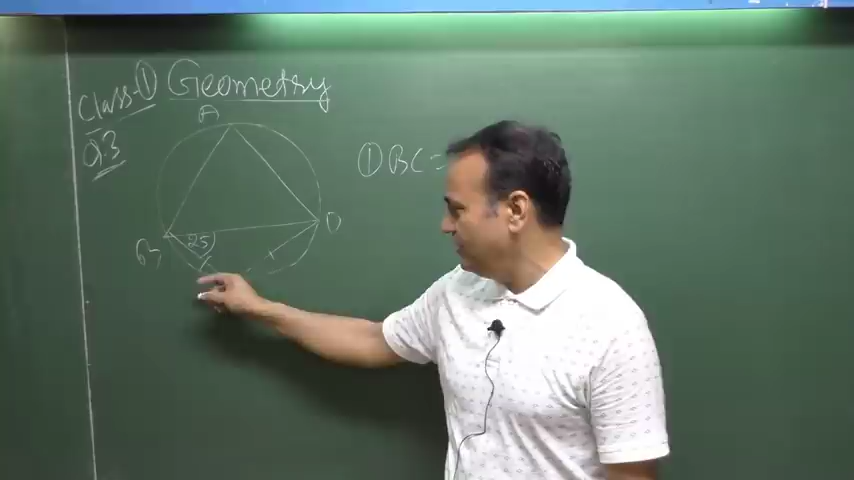 Class-① Geometry
Q.3
A
① BC =
D
B
25